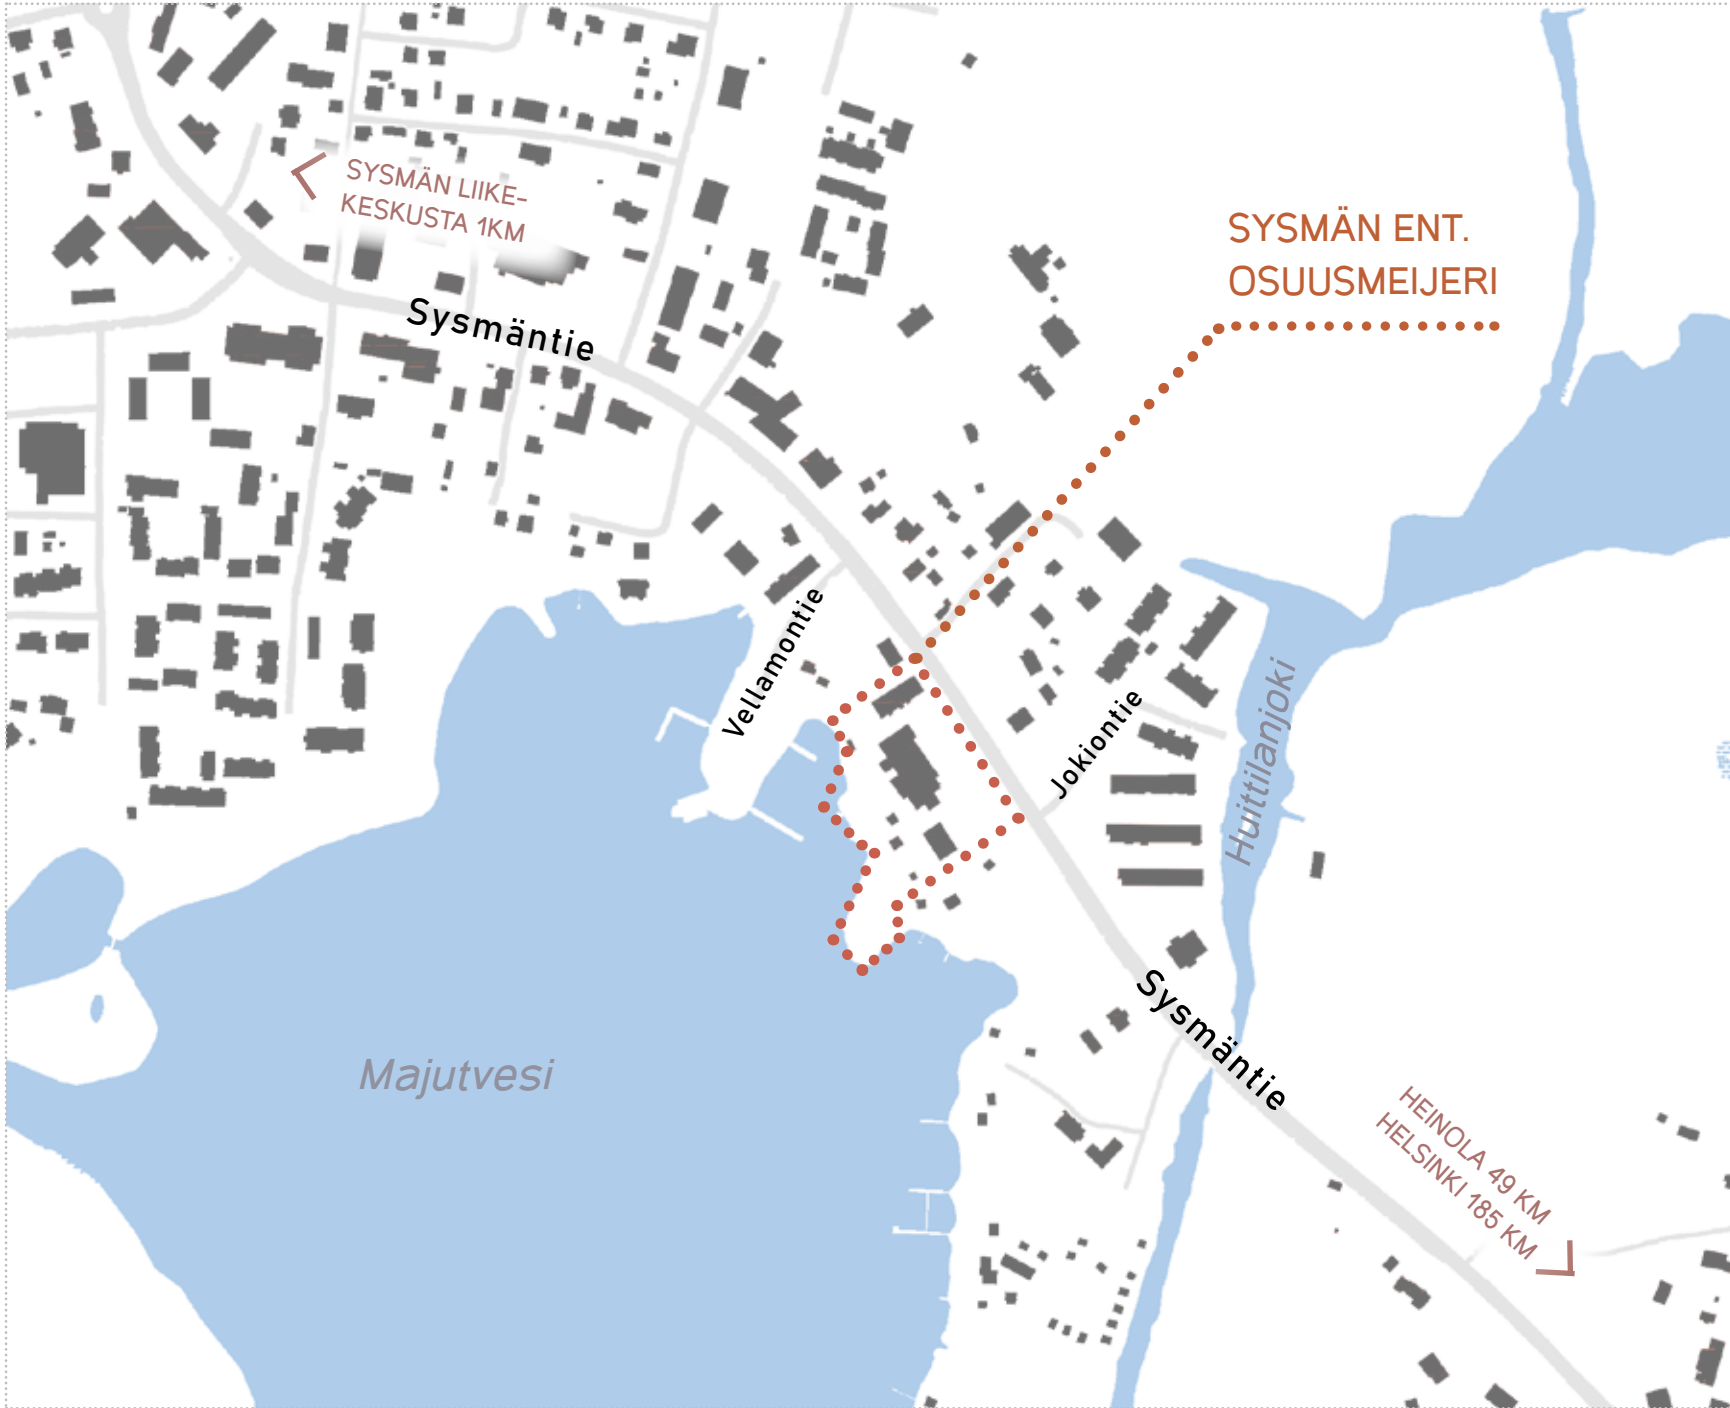 SYSMÄN LIIKE-
KESKUSTA 1KM
SYSMÄN ENT.
OSUUSMEIJERI
Sysmäntie
Vellamontie
Jokiontie
Huittilanjoki
Sysmäntie
Majutvesi
HEINOLA 49 KM
HELSINKI 185 KM